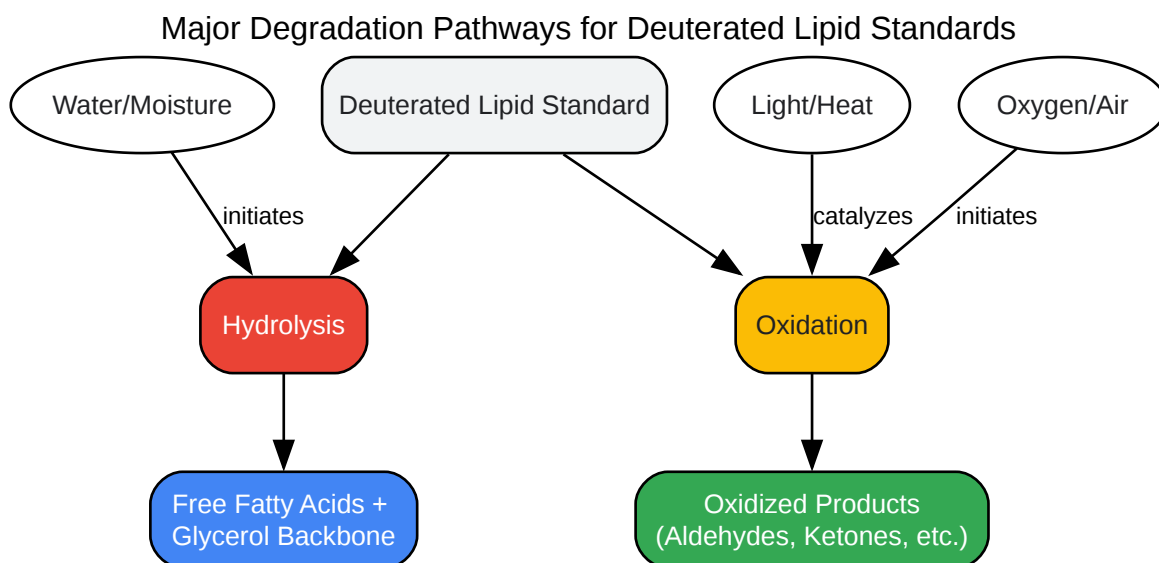 Major Degradation Pathways for Deuterated Lipid Standards
Water/Moisture
Deuterated Lipid Standard
Light/Heat
Oxygen/Air
initiates
catalyzes
initiates
Hydrolysis
Oxidation
Free Fatty Acids +
Glycerol Backbone
Oxidized Products
(Aldehydes, Ketones, etc.)